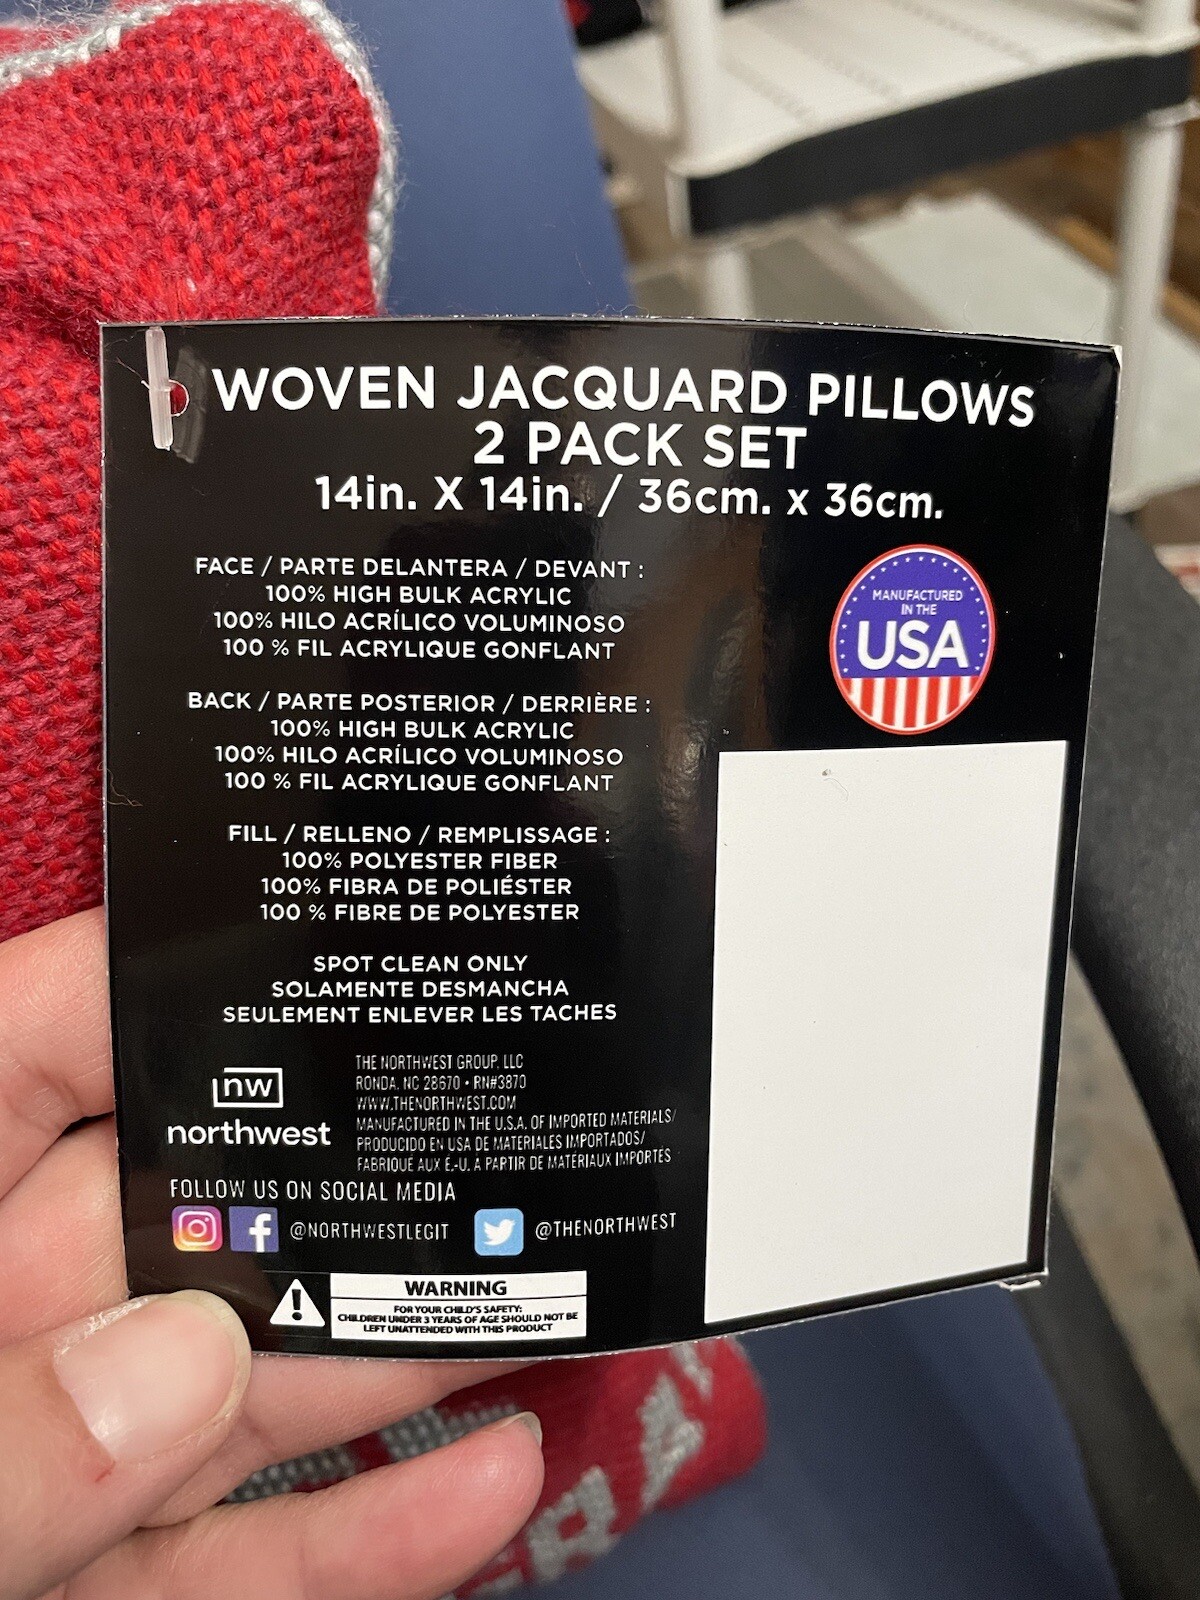 WOVEN JACQUARD PILLOWS
2 PACK SET
14in. X 14in. / 36cm. x 36cm.
FACE / PARTE DELANTERA / DEVANT :
100% HIGH BULK ACRYLIC
100% HILO ACRÍLICO VOLUMINOSO
100 % FIL ACRYLIQUE GONFLANT
BACK / PARTE POSTERIOR / DERRIÈRE :
100% HIGH BULK ACRYLIC
100% HILO ACRÍLICO VOLUMINOSO
100 % FIL ACRYLIQUE GONFLANT
FILL / RELLENO / REMPLISSAGE :
100% POLYESTER FIBER
100% FIBRA DE POLIÉSTER
100 % FIBRE DE POLYESTER
SPOT CLEAN ONLY
SOLAMENTE DESMANCHA
SEULEMENT ENLEVER LES TACHES
MANUFACTURED
IN THE
USA
nw
northwest
THE NORTHWEST GROUP, LLC
RONDA, NC 28670 • RN#3870
WWW.THENORTHWEST.COM
MANUFACTURED IN THE U.S.A. OF IMPORTED MATERIALS/
PRODUCIDO EN USA DE MATERIALES IMPORTADOS/
FABRIQUÉ AUX É.-U. A PARTIR DE MATÉRIAUX IMPORTÉS
FOLLOW US ON SOCIAL MEDIA
@NORTHWESTLEGIT
@THENORTHWEST
WARNING
FOR YOUR CHILD'S SAFETY:
CHILDREN UNDER 3 YEARS OF AGE SHOULD NOT BE
LEFT UNATTENDED WITH THIS PRODUCT